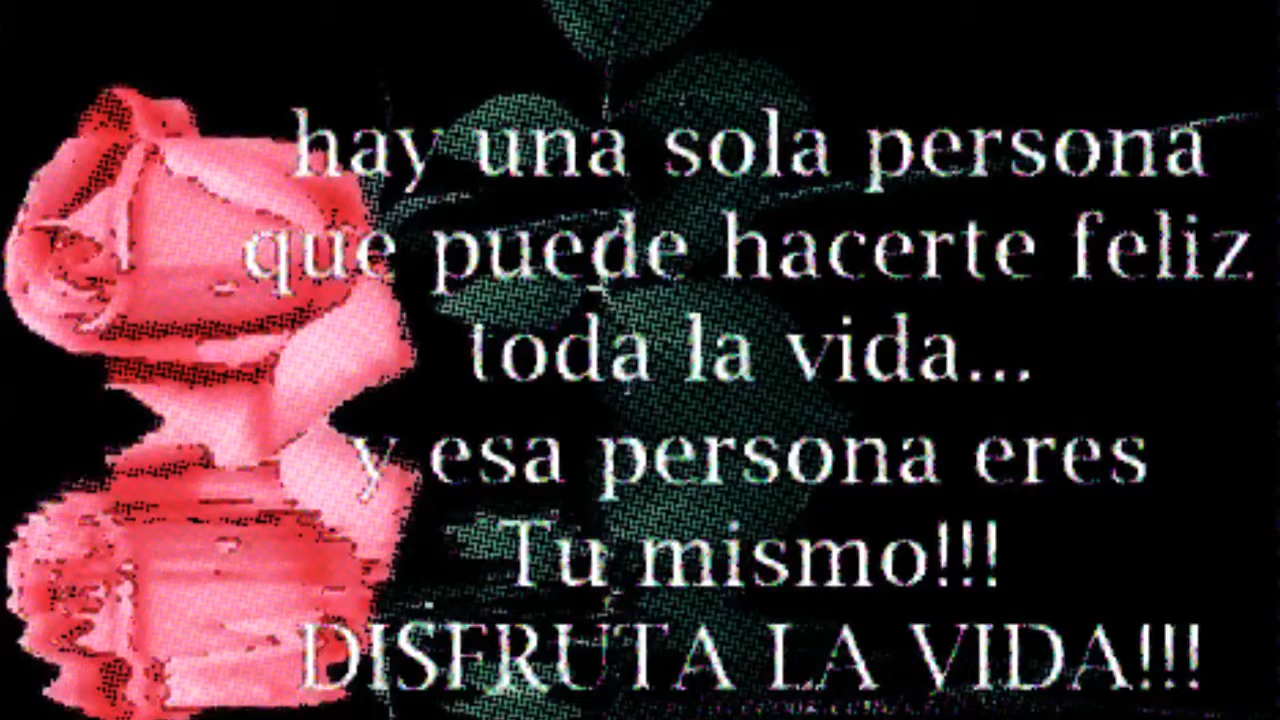 hay una sola persona
que puede hacerte feliz
toda la vida...
y esa persona eres
Tu mismo!!!
DISFRUTA LA VIDA!!!